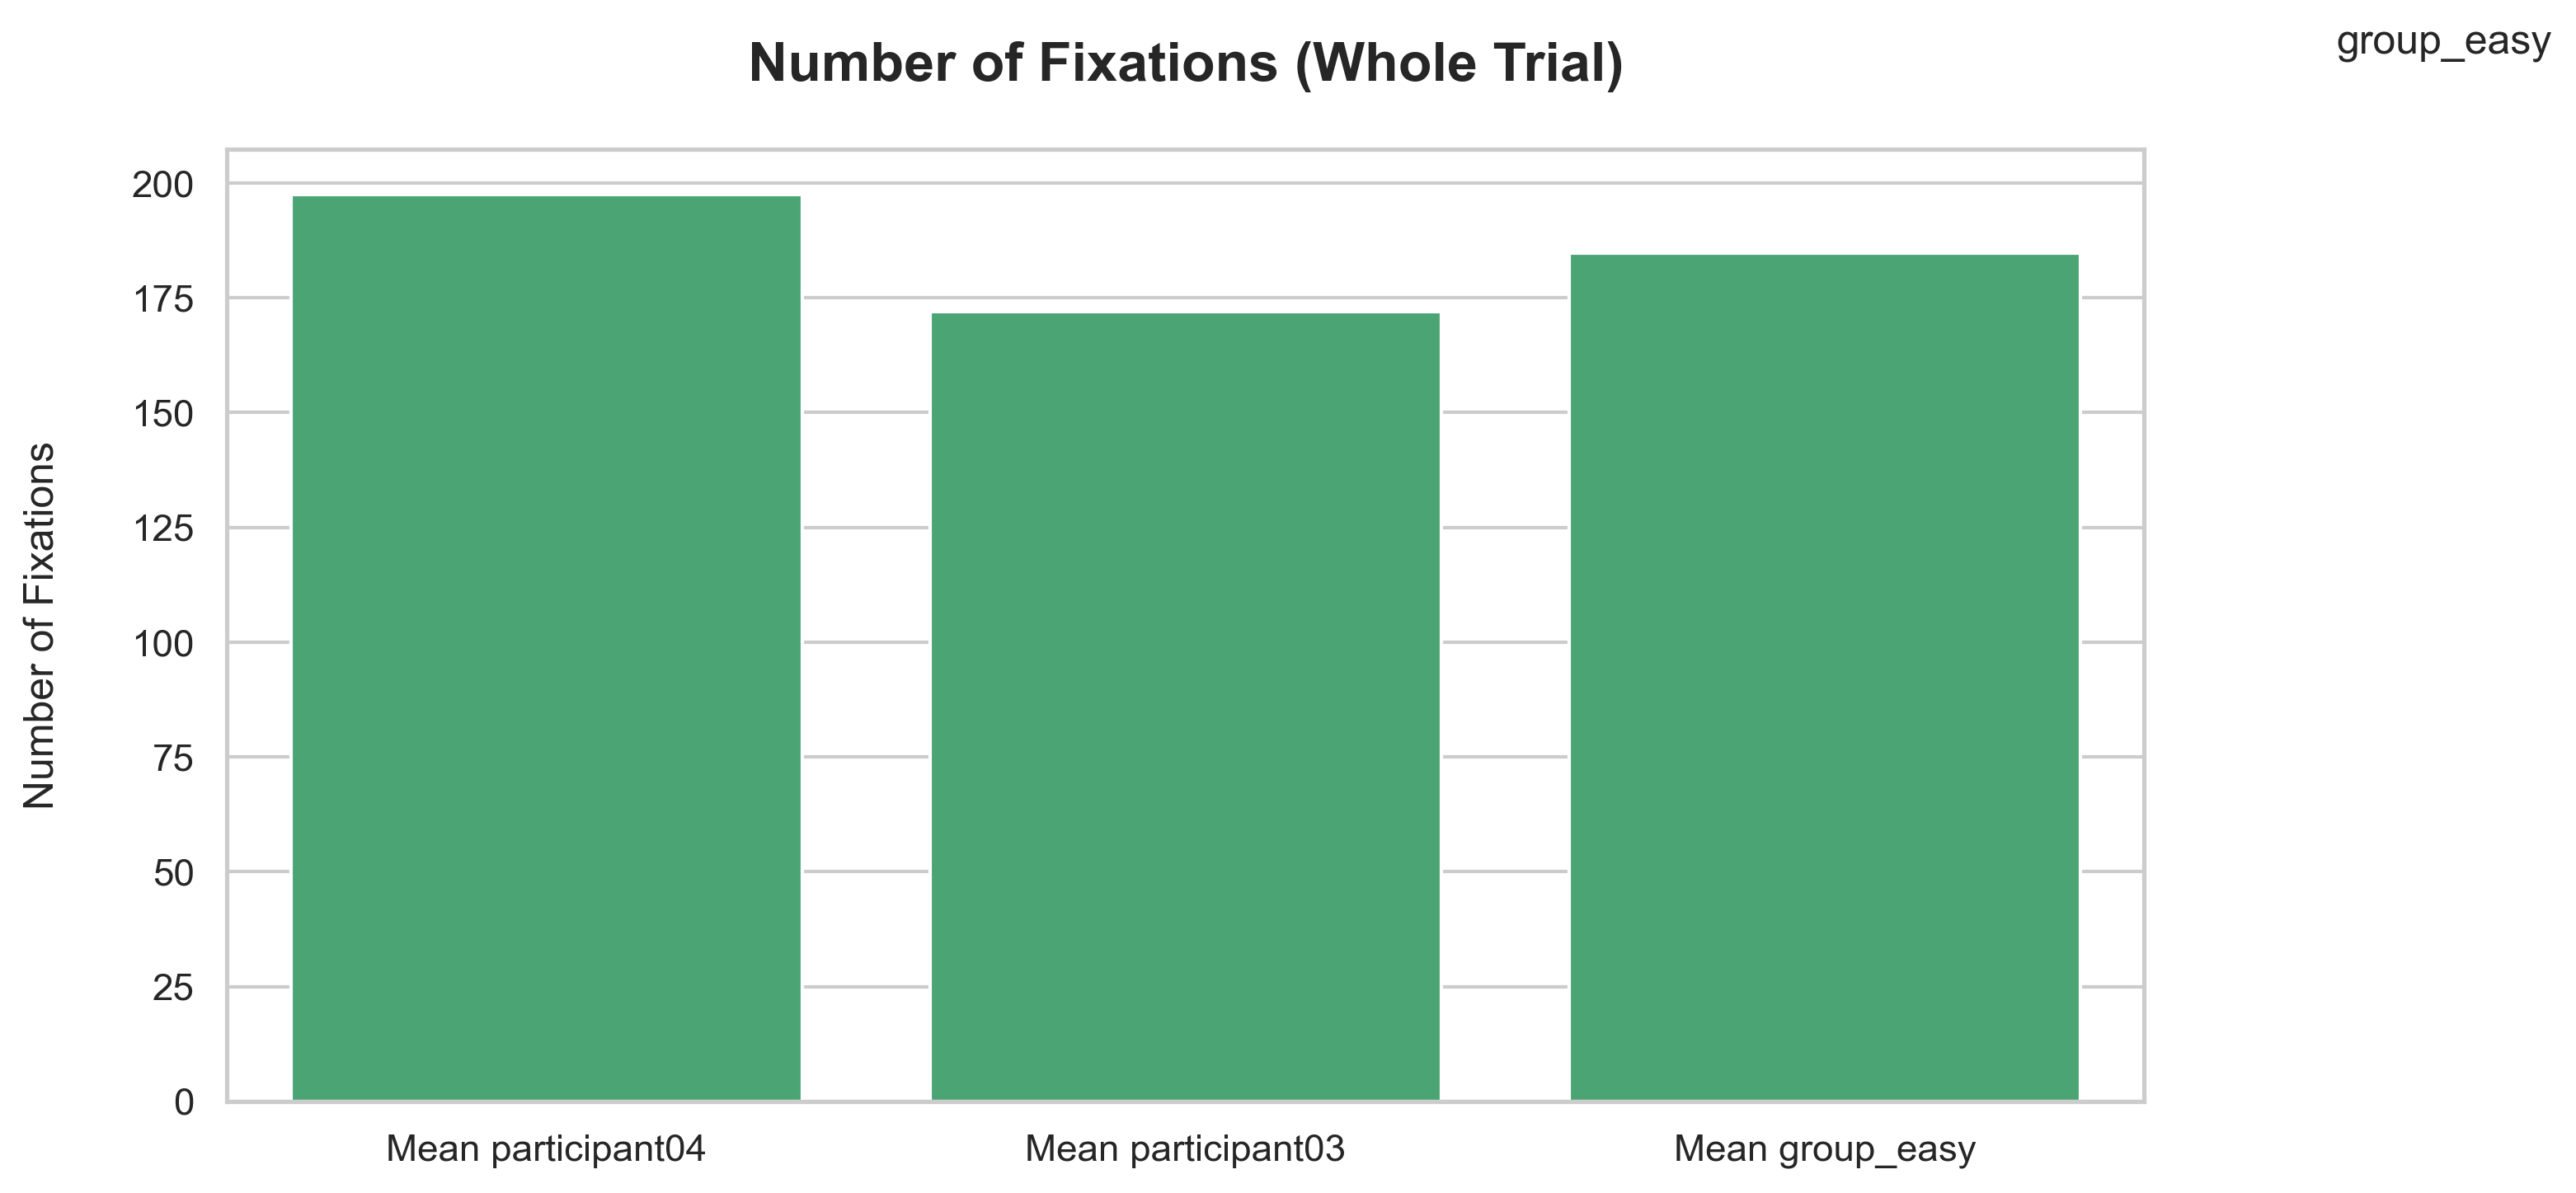 group_easy
Number of Fixations (Whole Trial)
Number of Fixations
200
175
150
125
100
75
50
25
0
Mean participant04
Mean participant03
Mean group_easy